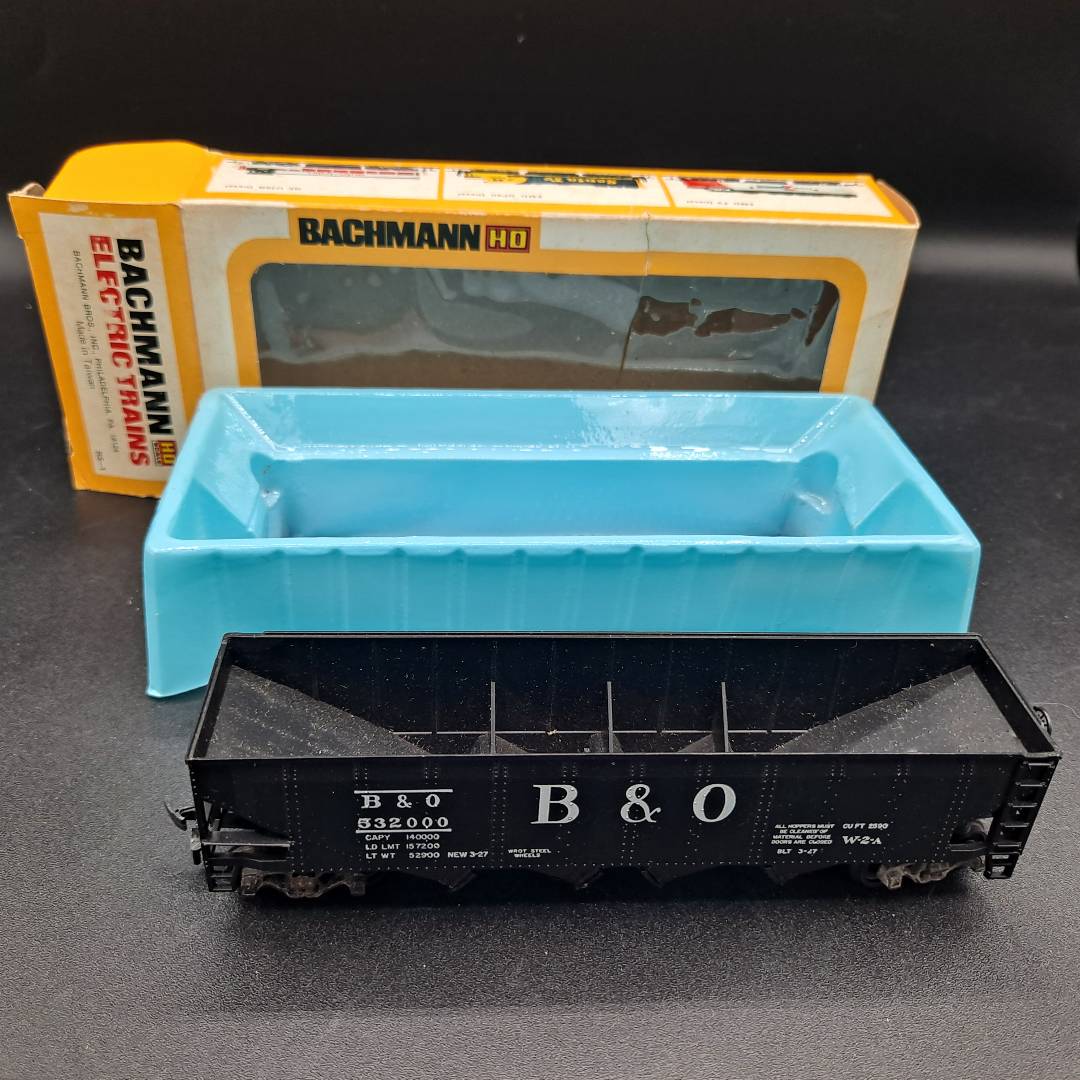 BACHMANN HO
BACHMANN HO
SCALE
ELECTRIC TRAINS
BACHMANN BROS., INC., PHILADELPHIA, PA.
Made in Taiwan
B & O
532000
CAPY 140000
LD LMT 157200
LT WT 52900 NEW 3-27
WROT STEEL
WHEELS
B & O
ALL HOPPERS MUST
BE CLEANED OF
MATERIAL BEFORE
DOORS ARE CLOSED
CU FT 2590
W-2-A
BLT 3-27